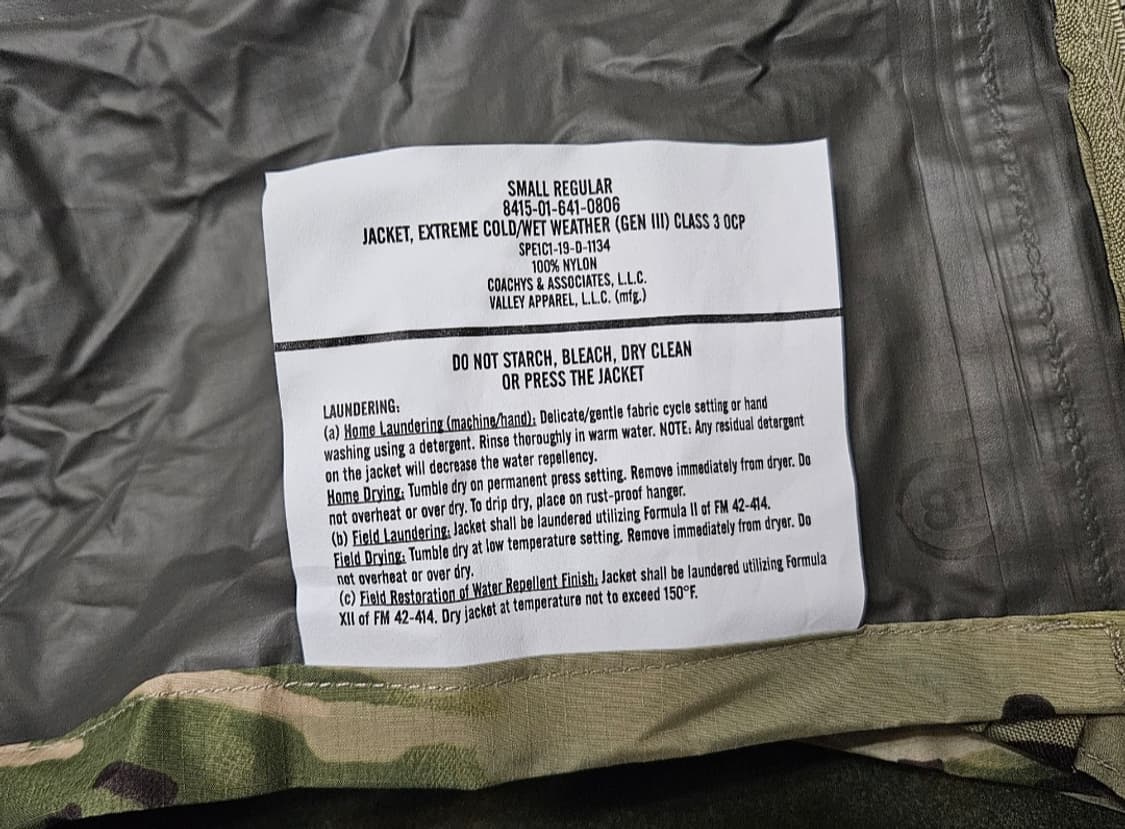 SMALL REGULAR
8415-01-641-0806
JACKET, EXTREME COLD/WET WEATHER (GEN III) CLASS 3 OCP
SPE1C1-19-D-1134
100% NYLON
COACHYS & ASSOCIATES, L.L.C.
VALLEY APPAREL, L.L.C. (mfg.)
DO NOT STARCH, BLEACH, DRY CLEAN
OR PRESS THE JACKET
LAUNDERING:
(a) Home Laundering (machine/hand): Delicate/gentle fabric cycle setting or hand
washing using a detergent. Rinse thoroughly in warm water. NOTE: Any residual detergent
on the jacket will decrease the water repellency.
Home Drying: Tumble dry on permanent press setting. Remove immediately from dryer. Do
not overheat or over dry. To drip dry, place on rust-proof hanger.
(b) Field Laundering: Jacket shall be laundered utilizing Formula II of FM 42-414.
Field Drying: Tumble dry at low temperature setting. Remove immediately from dryer. Do
not overheat or over dry.
(c) Field Restoration of Water Repellent Finish: Jacket shall be laundered utilizing Formula
XII of FM 42-414. Dry jacket at temperature not to exceed 150°F.